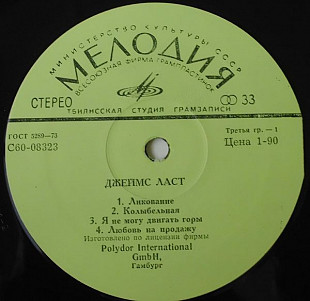 МИНИСТЕРСТВО КУЛЬТУРЫ СССР
МЕЛОДИЯ
ВСЕСОЮЗНАЯ ФИРМА ГРАМПЛАСТИНОК
СТЕРЕО
33
ТБИЛИССКАЯ СТУДИЯ ГРАМЗАПИСИ
ГОСТ 5289-73
Третья гр. — 1
С60-08323
Цена 1-90
ДЖЕЙМС ЛАСТ
1. Ликование
2. Колыбельная
3. Я не могу двигать горы
4. Любовь на продажу
Изготовлено по лицензии фирмы
Polydor International
GmbH,
Гамбург